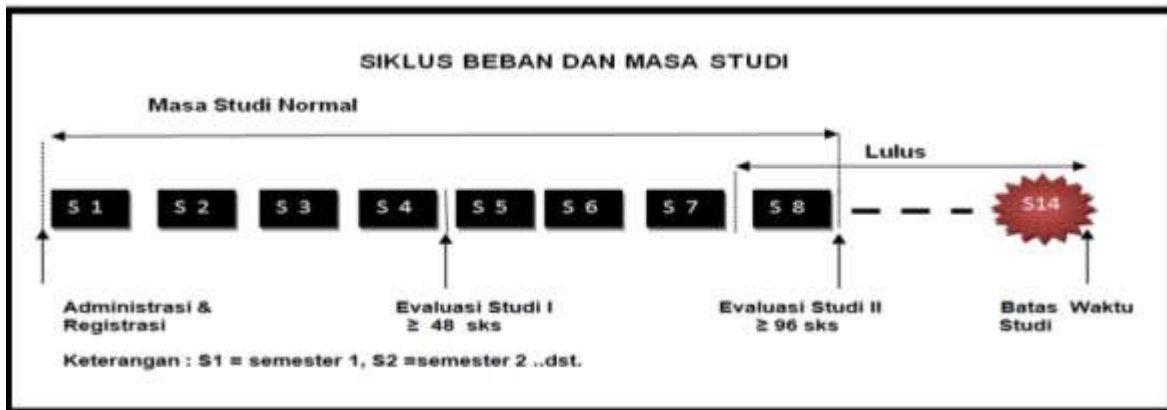 SIKLUS BEBAN DAN MASA STUDI
Masa Studi Normal
Lulus
S 1 S 2 S 3 S 4 S 5 S 6 S 7 S 8 S14
Administrasi & Registrasi
Evaluasi Studi I
≥ 48 sks
Evaluasi Studi II
≥ 96 sks
Batas Waktu
Studi
Keterangan : S1 = semester 1, S2 =semester 2 ..dst.